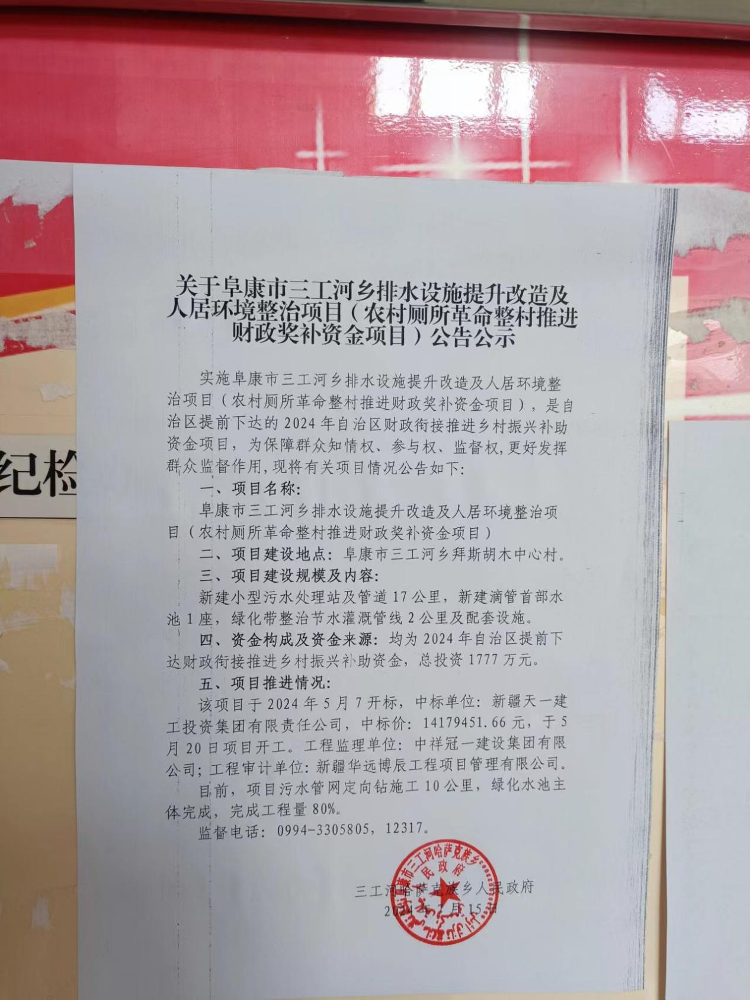 关于阜康市三工河乡排水设施提升改造及
人居环境整治项目（农村厕所革命整村推进
财政奖补资金项目）公告公示
实施阜康市三工河乡排水设施提升改造及人居环境整
治项目（农村厕所革命整村推进财政奖补资金项目），是自
治区提前下达的 2024 年自治区财政衔接推进乡村振兴补助
资金项目，为保障群众知情权、参与权、监督权,更好发挥
群众监督作用,现将有关项目情况公告如下:
一、项目名称:
阜康市三工河乡排水设施提升改造及人居环境整治项
目（农村厕所革命整村推进财政奖补资金项目）
二、项目建设地点: 阜康市三工河乡拜斯胡木中心村。
三、项目建设规模及内容:
新建小型污水处理站及管道 17 公里，新建滴管首部水
池 1 座，绿化带整治节水灌溉管线 2 公里及配套设施。
四、资金构成及资金来源: 均为 2024 年自治区提前下
达财政衔接推进乡村振兴补助资金，总投资 1777 万元。
五、项目推进情况:
该项目于 2024 年 5 月 7 开标，中标单位: 新疆天一建
工投资集团有限责任公司，中标价: 14179451.66 元，于 5
月 20 日项目开工。工程监理单位: 中祥冠一建设集团有限
公司; 工程审计单位: 新疆华远博辰工程项目管理有限公司。
目前，项目污水管网定向钻施工 10 公里，绿化水池主
体完成，完成工程量 80%。
监督电话: 0994-3305805, 12317。
三工河哈萨克族乡人民政府
2024 年 7 月 15 日
阜康市三工河哈萨克族乡
人民政府
纪检